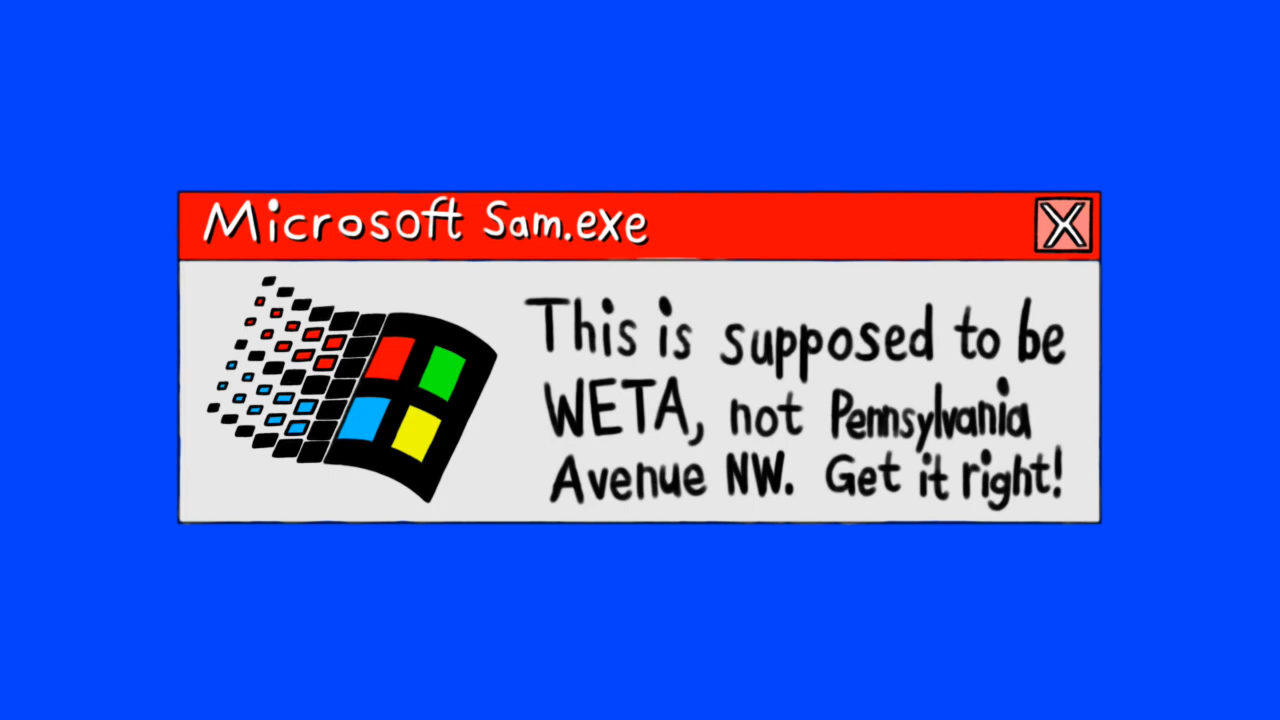 Microsoft Sam.exe
X
This is supposed to be
WETA, not Pennsylvania
Avenue NW. Get it right!